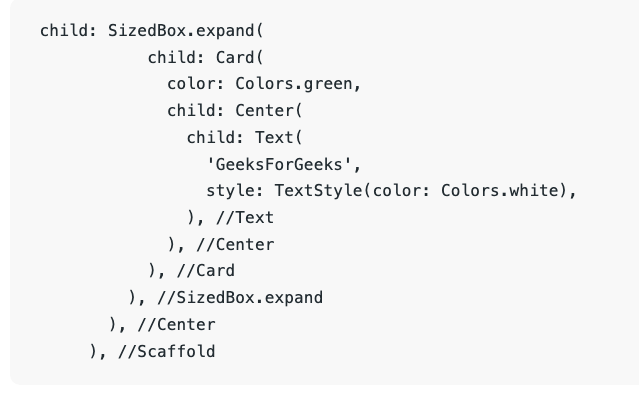 child: SizedBox.expand(
child: Card(
color: Colors.green,
child: Center(
child: Text(
'GeeksForGeeks',
style: TextStyle(color: Colors.white),
), //Text
), //Center
), //Card
), //SizedBox.expand
), //Center
), //Scaffold